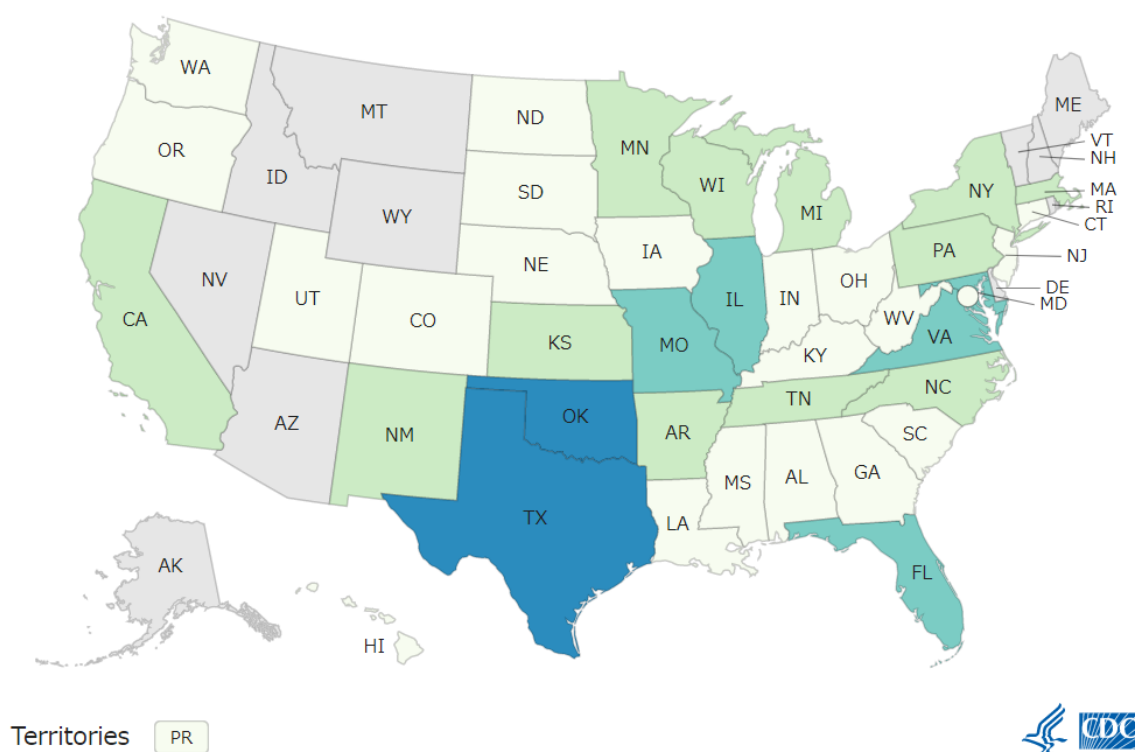 WA
MT
ND
ME
VT
NH
OR
MN
ID
SD
WI
NY
MA
RI
CT
WY
MI
IA
PA
NJ
NE
NV
UT
IL
IN
OH
DE
MD
CA
CO
WV
VA
KS
MO
KY
TN
NC
AZ
NM
OK
AR
SC
MS
AL
GA
LA
TX
AK
FL
HI
Territories PR
CDC